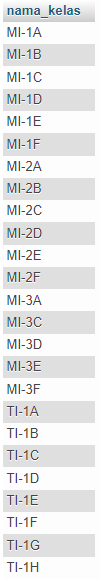 nama_kelas
MI-1A
MI-1B
MI-1C
MI-1D
MI-1E
MI-1F
MI-2A
MI-2B
MI-2C
MI-2D
MI-2E
MI-2F
MI-3A
MI-3C
MI-3D
MI-3E
MI-3F
TI-1A
TI-1B
TI-1C
TI-1D
TI-1E
TI-1F
TI-1G
TI-1H